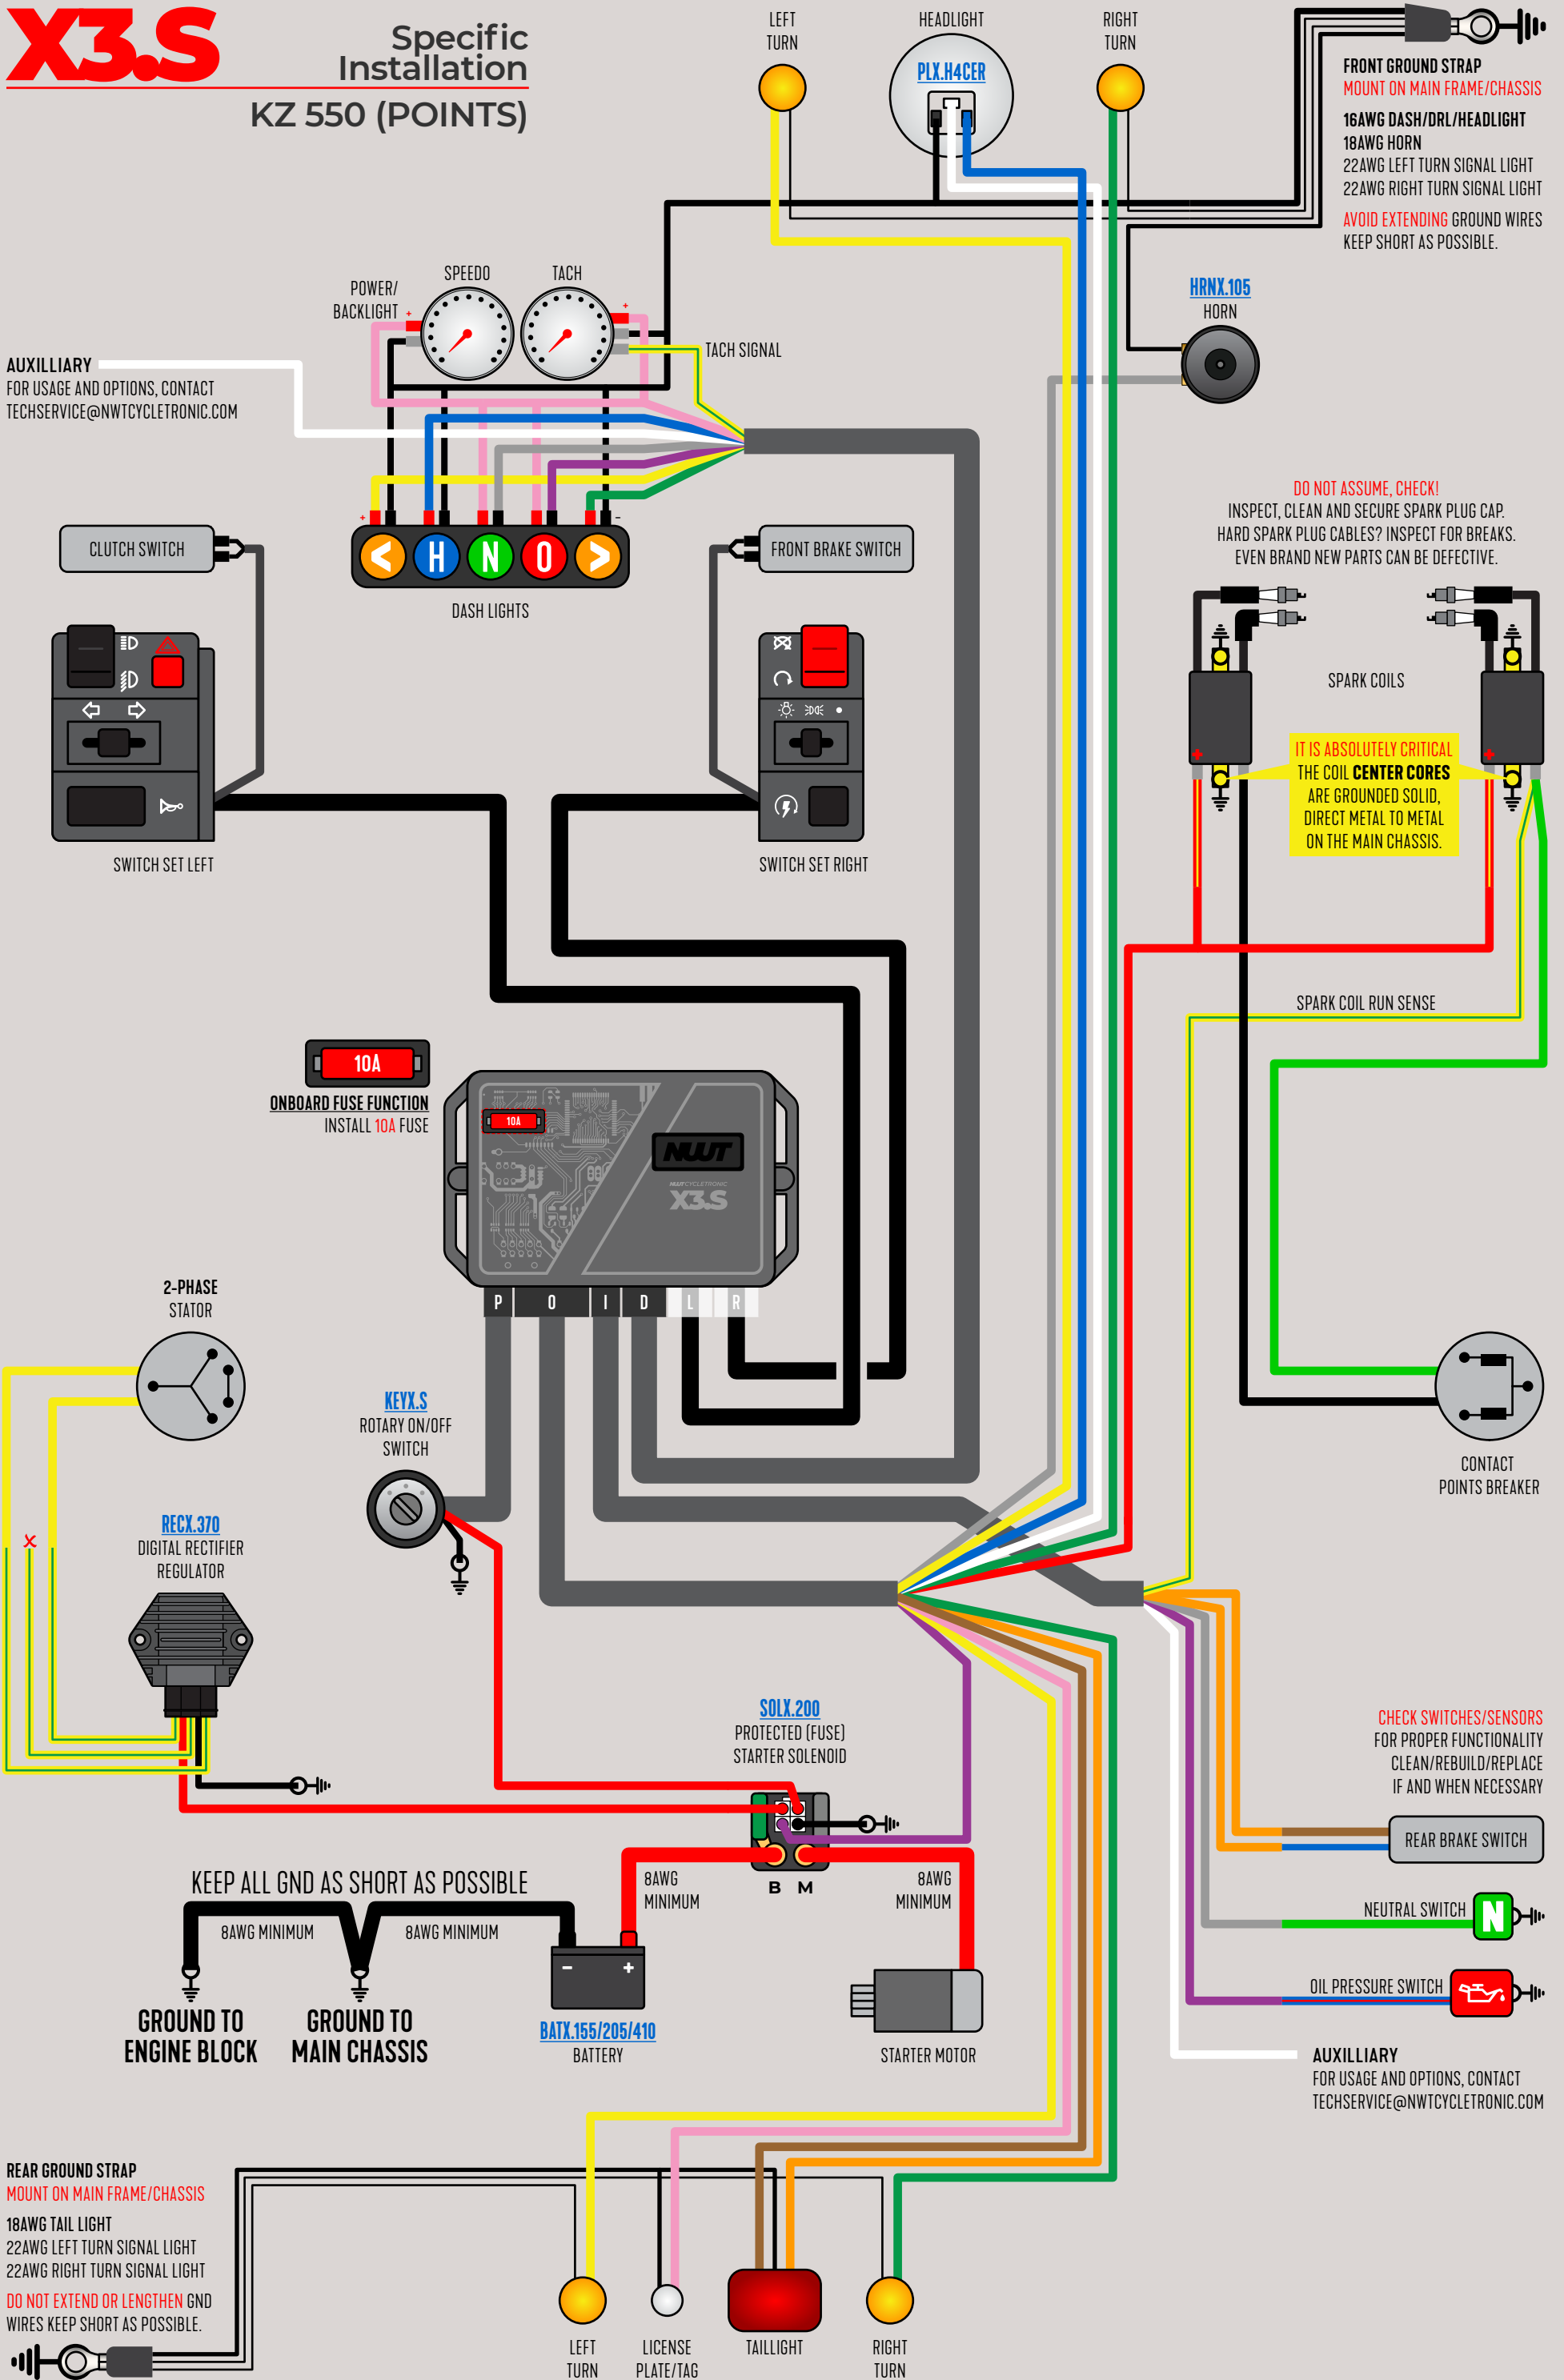 X3.S
Specific
Installation
KZ 550 (POINTS)
LEFT
TURN
HEADLIGHT
PLX.H4CER
RIGHT
TURN
FRONT GROUND STRAP
MOUNT ON MAIN FRAME/CHASSIS
16AWG DASH/DRL/HEADLIGHT
18AWG HORN
22AWG LEFT TURN SIGNAL LIGHT
22AWG RIGHT TURN SIGNAL LIGHT
AVOID EXTENDING GROUND WIRES
KEEP SHORT AS POSSIBLE.
SPEEDO
TACH
POWER/
BACKLIGHT
+
+
TACH SIGNAL
HRNX.105
HORN
AUXILLIARY
FOR USAGE AND OPTIONS, CONTACT
TECHSERVICE@NWTCYCLETRONIC.COM
+
-
< H N O >
DASH LIGHTS
CLUTCH SWITCH
FRONT BRAKE SWITCH
DO NOT ASSUME, CHECK!
INSPECT, CLEAN AND SECURE SPARK PLUG CAP.
HARD SPARK PLUG CABLES? INSPECT FOR BREAKS.
EVEN BRAND NEW PARTS CAN BE DEFECTIVE.
SPARK COILS
+
+
IT IS ABSOLUTELY CRITICAL
THE COIL CENTER CORES
ARE GROUNDED SOLID,
DIRECT METAL TO METAL
ON THE MAIN CHASSIS.
SWITCH SET LEFT
SWITCH SET RIGHT
SPARK COIL RUN SENSE
10A
ONBOARD FUSE FUNCTION
INSTALL 10A FUSE
10A
NWT
NWTCYCLETRONIC
X3.S
P O I D L R
2-PHASE
STATOR
KEYX.S
ROTARY ON/OFF
SWITCH
CONTACT
POINTS BREAKER
X
RECX.370
DIGITAL RECTIFIER
REGULATOR
SOLX.200
PROTECTED (FUSE)
STARTER SOLENOID
B M
CHECK SWITCHES/SENSORS
FOR PROPER FUNCTIONALITY
CLEAN/REBUILD/REPLACE
IF AND WHEN NECESSARY
REAR BRAKE SWITCH
NEUTRAL SWITCH
N
OIL PRESSURE SWITCH
KEEP ALL GND AS SHORT AS POSSIBLE
8AWG MINIMUM
8AWG MINIMUM
8AWG
MINIMUM
8AWG
MINIMUM
- +
GROUND TO
ENGINE BLOCK
GROUND TO
MAIN CHASSIS
BATX.155/205/410
BATTERY
STARTER MOTOR
AUXILLIARY
FOR USAGE AND OPTIONS, CONTACT
TECHSERVICE@NWTCYCLETRONIC.COM
REAR GROUND STRAP
MOUNT ON MAIN FRAME/CHASSIS
18AWG TAIL LIGHT
22AWG LEFT TURN SIGNAL LIGHT
22AWG RIGHT TURN SIGNAL LIGHT
DO NOT EXTEND OR LENGTHEN GND
WIRES KEEP SHORT AS POSSIBLE.
LEFT
TURN
LICENSE
PLATE/TAG
TAILLIGHT
RIGHT
TURN